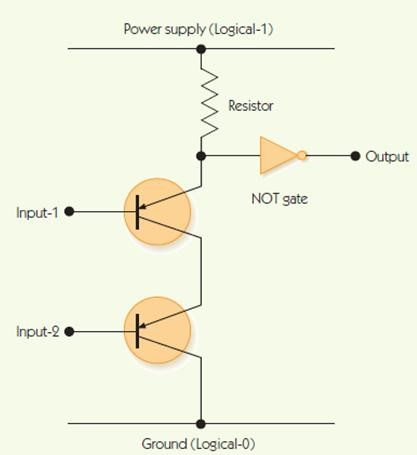 Power supply (Logical-1)
Resistor
Output
NOT gate
Input-1
Input-2
Ground (Logical-0)